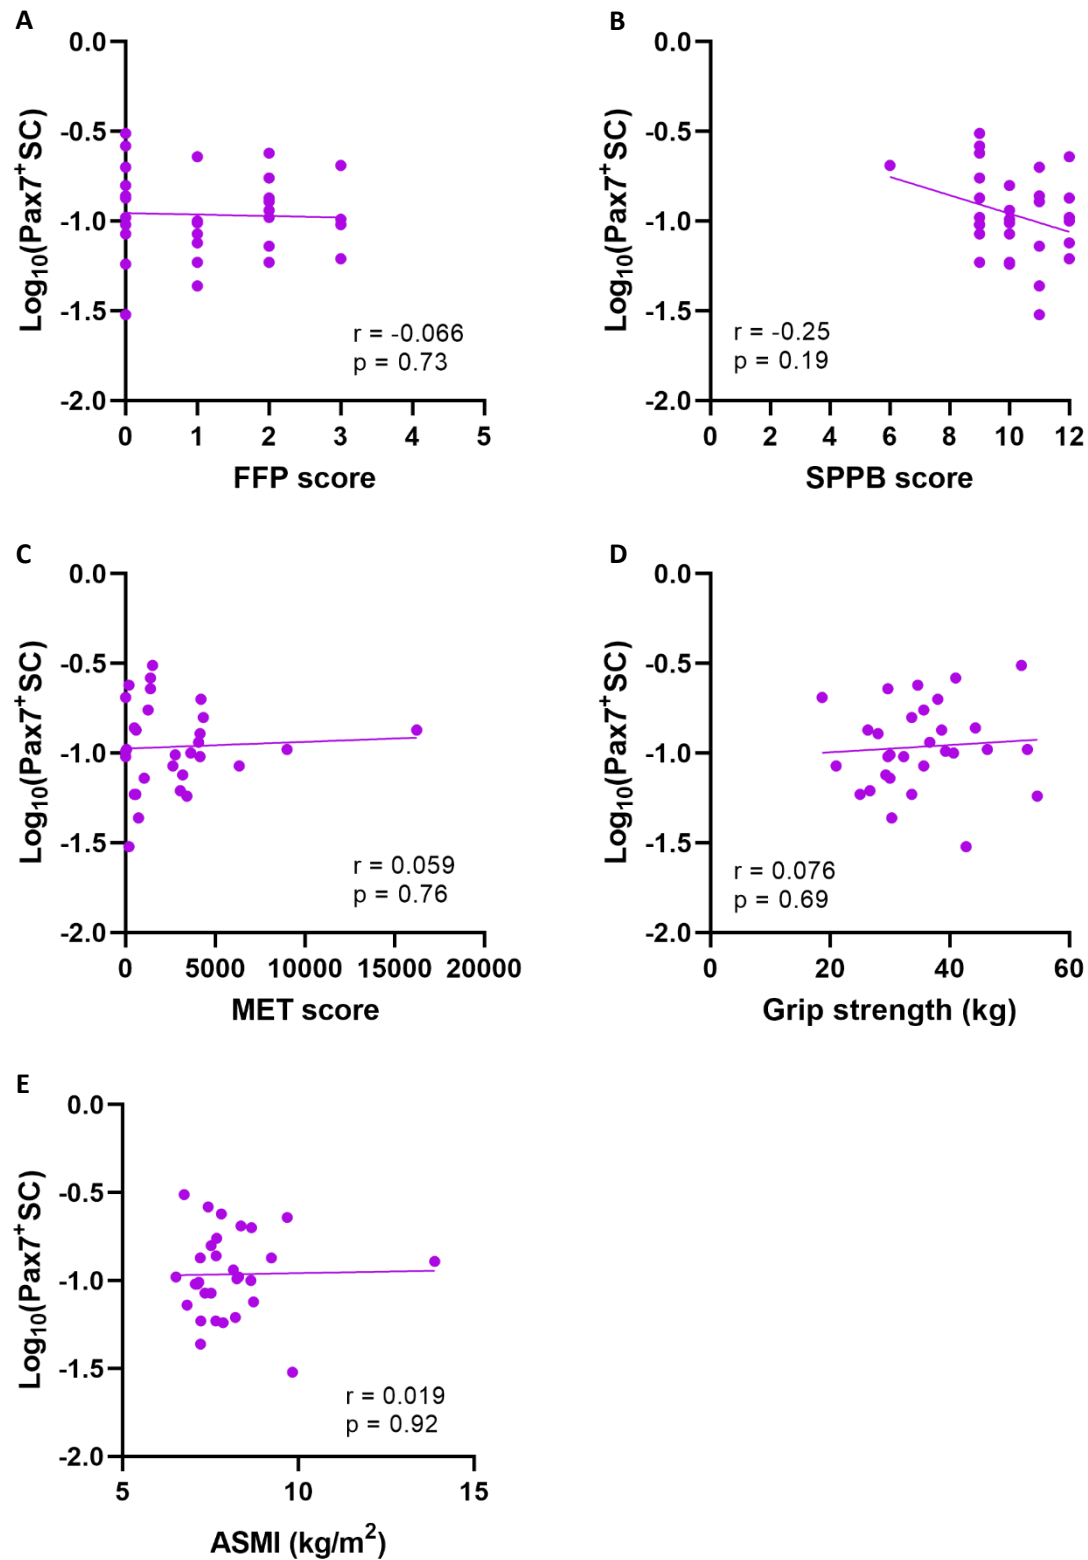 A
0.0
-0.5
-1.0
-1.5
-2.0
Log₁₀(Pax7⁺SC)
r = -0.066
p = 0.73
0 1 2 3 4 5
FFP score
B
0.0
-0.5
-1.0
-1.5
-2.0
Log₁₀(Pax7⁺SC)
r = -0.25
p = 0.19
0 2 4 6 8 10 12
SPPB score
C
0.0
-0.5
-1.0
-1.5
-2.0
Log₁₀(Pax7⁺SC)
r = 0.059
p = 0.76
0 5000 10000 15000 20000
MET score
D
0.0
-0.5
-1.0
-1.5
-2.0
Log₁₀(Pax7⁺SC)
r = 0.076
p = 0.69
0 20 40 60
Grip strength (kg)
E
0.0
-0.5
-1.0
-1.5
-2.0
Log₁₀(Pax7⁺SC)
r = 0.019
p = 0.92
5 10 15
ASMI (kg/m²)